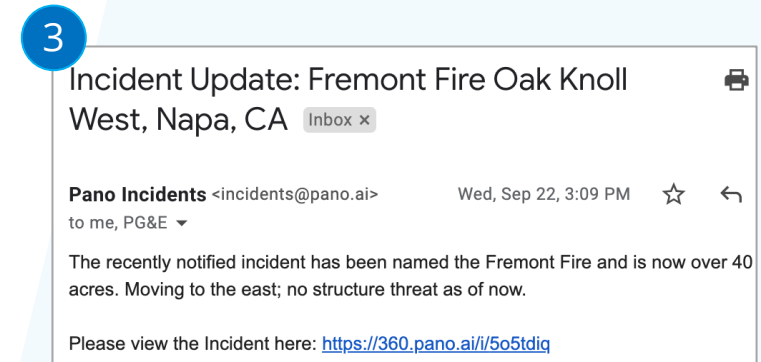 3
Incident Update: Fremont Fire Oak Knoll
West, Napa, CA Inbox ×
Pano Incidents <incidents@pano.ai> Wed, Sep 22, 3:09 PM
to me, PG&E
The recently notified incident has been named the Fremont Fire and is now over 40
acres. Moving to the east; no structure threat as of now.
Please view the Incident here: https://360.pano.ai/i/5o5tdiq